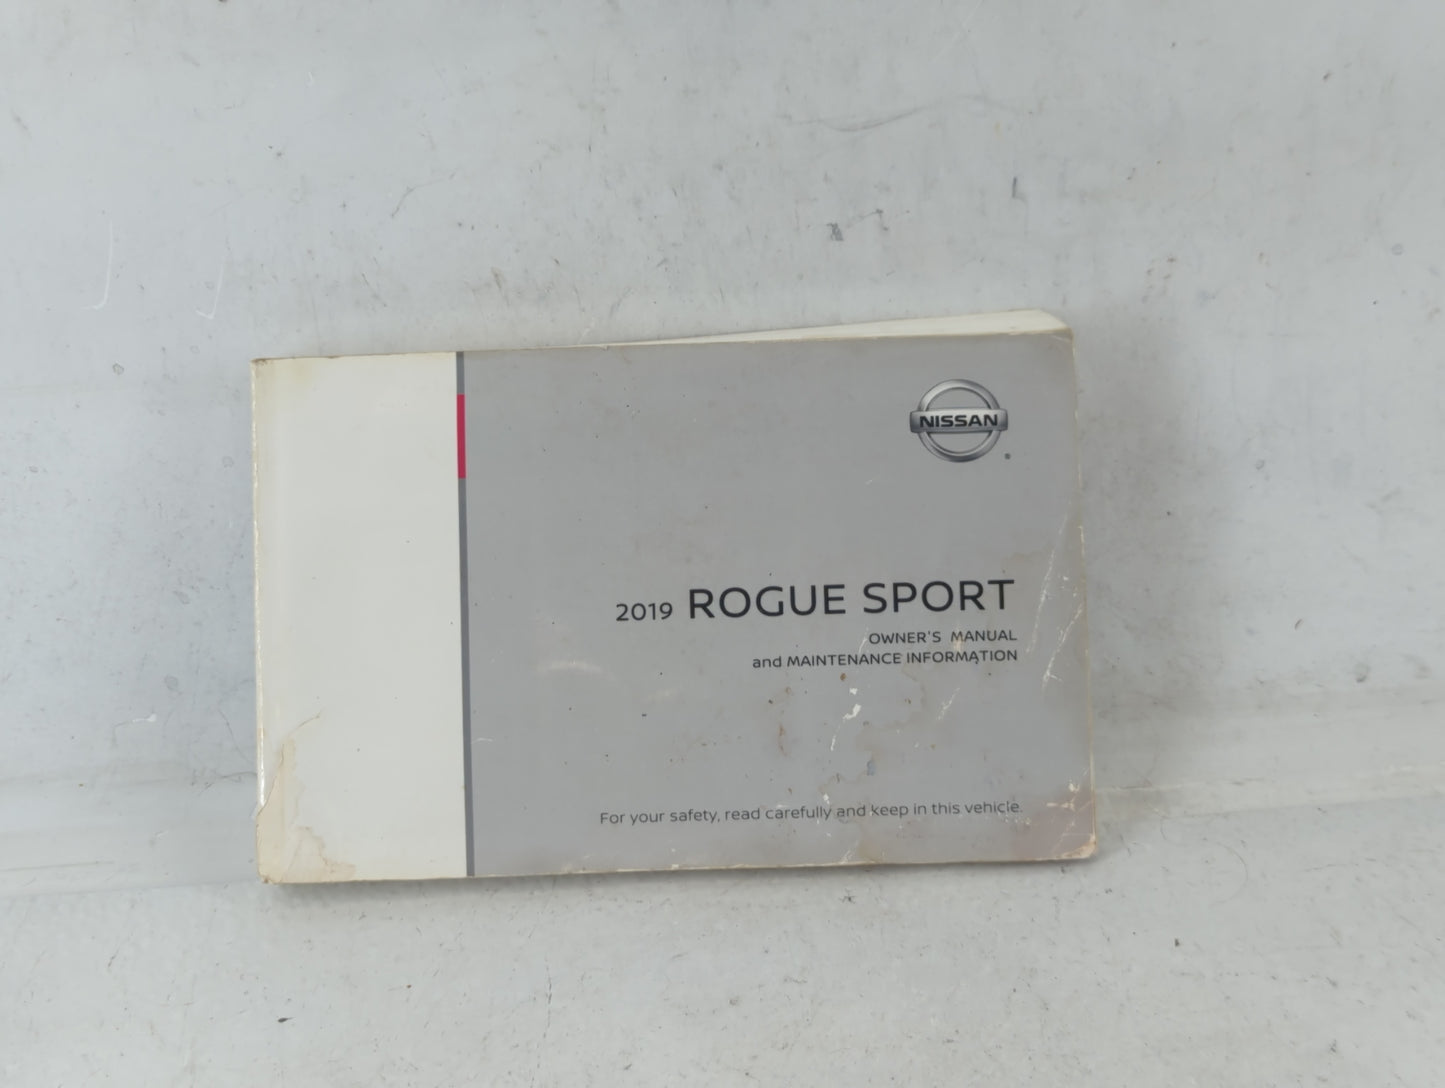 NISSAN
2019 ROGUE SPORT
OWNER'S MANUAL
and MAINTENANCE INFORMATION
For your safety, read carefully and keep in this vehicle.